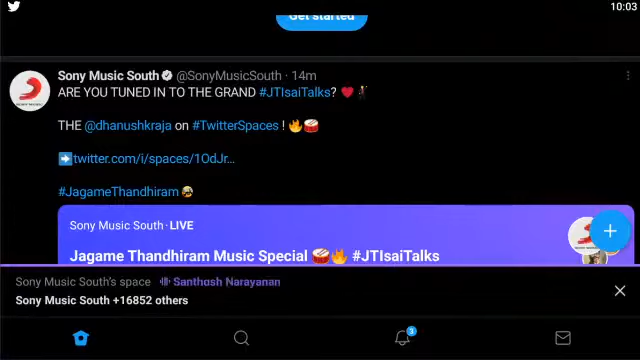 10:03
Get started
Sony Music South @SonyMusicSouth · 14m
ARE YOU TUNED IN TO THE GRAND #JTIsaiTalks? ❤️🕺
THE @dhanushkraja on #TwitterSpaces ! 🔥🥁
➡️twitter.com/i/spaces/1OdJr…
#JagameThandhiram
Sony Music South · LIVE
Jagame Thandhiram Music Special 🥁🔥 #JTIsaiTalks
Sony Music South's space Santhosh Narayanan
Sony Music South +16852 others
3